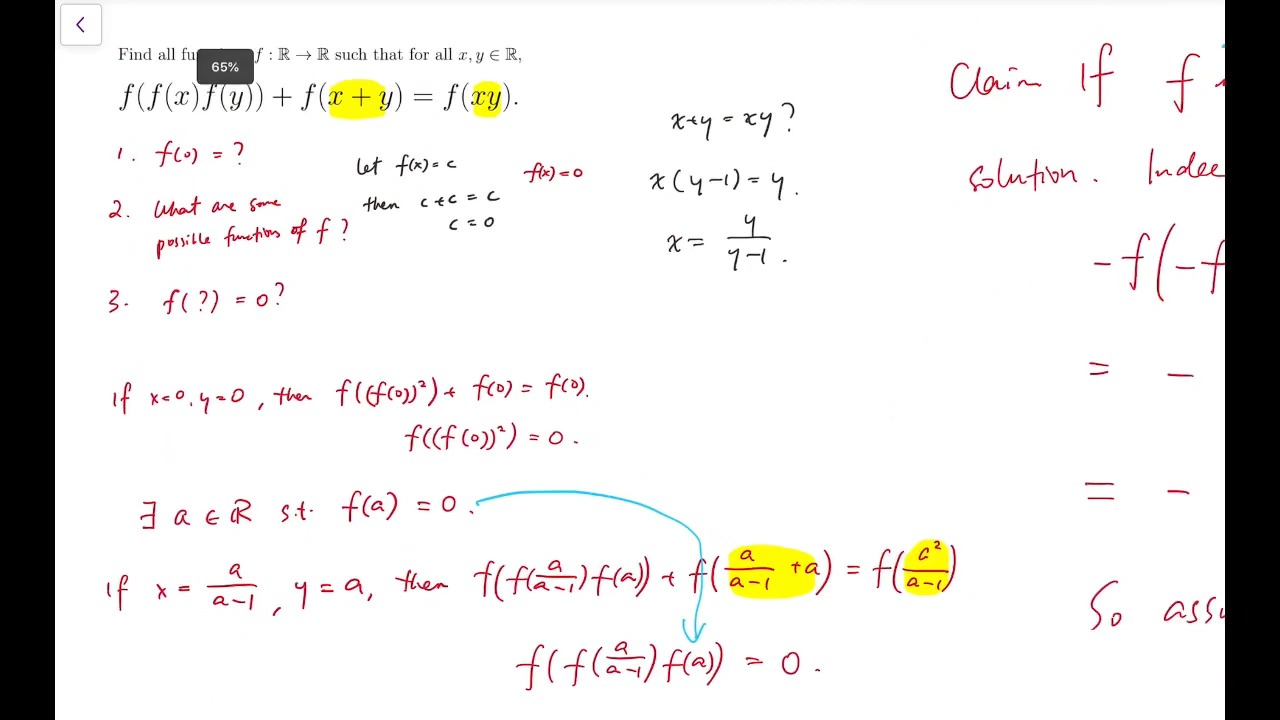 Find all fu f : ℝ → ℝ such that for all x, y ∈ ℝ,
65%
f(f(x)f(y)) + f(x + y) = f(xy).
1. f(0) = ?
2. What are some
possible functions of f ?
3. f(?) = 0?
let f(x) = c
then c + c = c
c = 0
f(x) = 0
x+y = xy?
x(y-1) = y.
x = y/(y-1).
If x=0, y=0, then f((f(0))²) + f(0) = f(0).
f((f(0))²) = 0.
∃ a ∈ ℝ s.t. f(a) = 0.
If x = a/(a-1), y = a, then f(f(a/(a-1))f(a)) + f(a/(a-1) + a) = f(a²/(a-1))
f(f(a/(a-1))f(a)) = 0.
Claim If f
solution. Indee
-f(-f
= -
= -
So assu